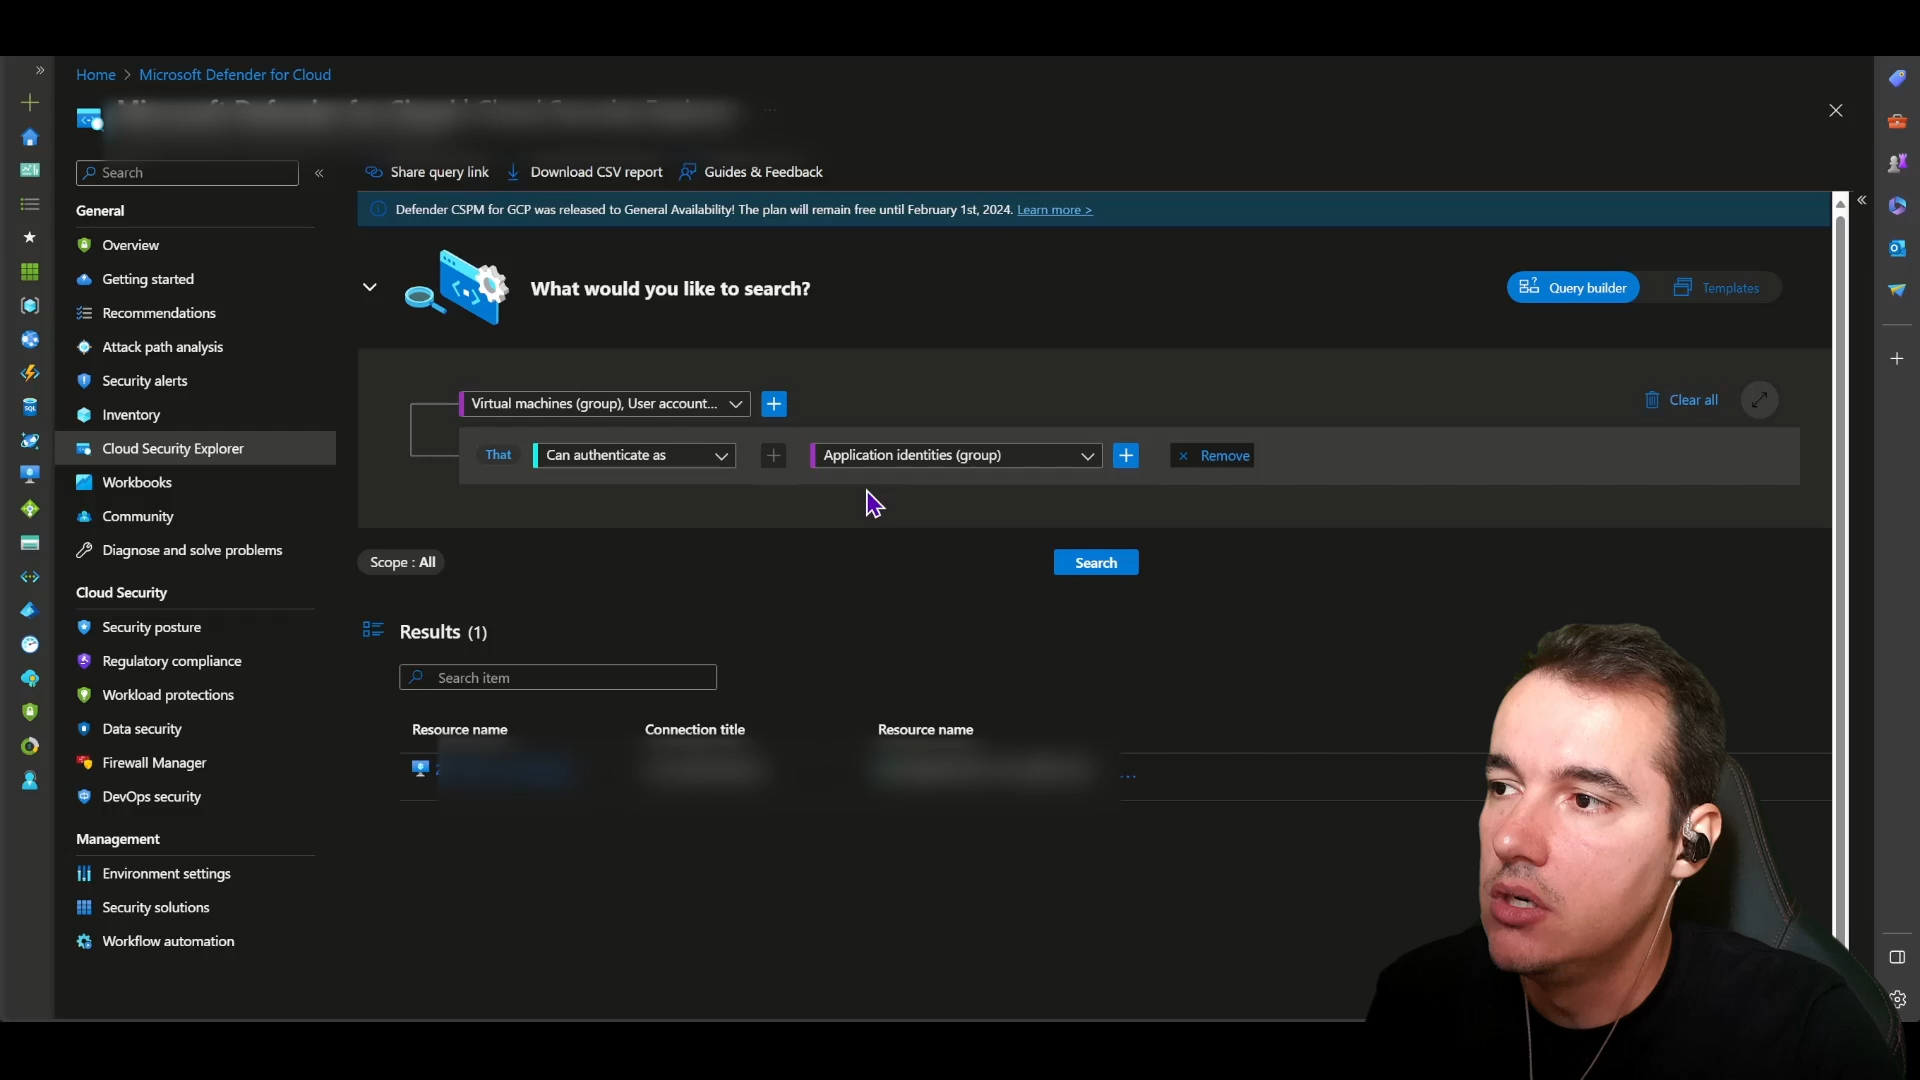 Home > Microsoft Defender for Cloud
Search
Share query link
Download CSV report
Guides & Feedback
Defender CSPM for GCP was released to General Availability! The plan will remain free until February 1st, 2024. Learn more >
General
Overview
Getting started
Recommendations
Attack path analysis
Security alerts
Inventory
Cloud Security Explorer
Workbooks
Community
Diagnose and solve problems
Cloud Security
Security posture
Regulatory compliance
Workload protections
Data security
Firewall Manager
DevOps security
Management
Environment settings
Security solutions
Workflow automation
What would you like to search?
Query builder
Templates
Virtual machines (group), User account...
Clear all
That
Can authenticate as
Application identities (group)
Remove
Scope : All
Search
Results (1)
Search item
Resource name
Connection title
Resource name